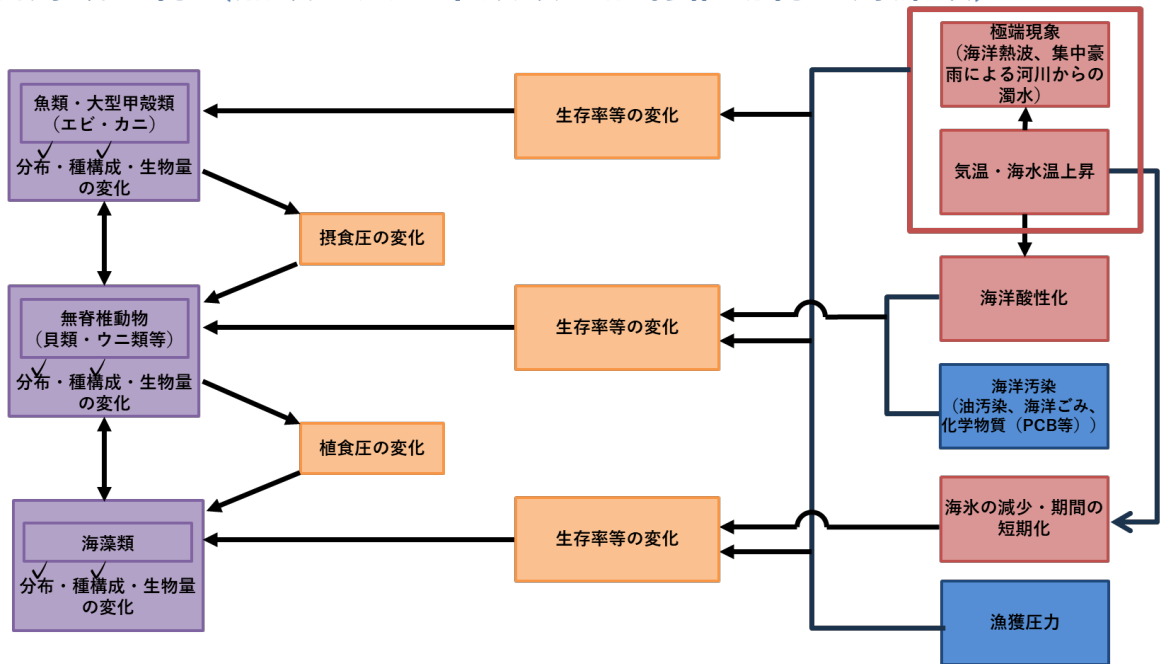 極端現象
（海洋熱波、集中豪
雨による河川からの
濁水）
魚類・大型甲殻類
（エビ・カニ）
分布・種構成・生物量
の変化
生存率等の変化
気温・海水温上昇
摂食圧の変化
無脊椎動物
（貝類・ウニ類等）
分布・種構成・生物量
の変化
生存率等の変化
海洋酸性化
海洋汚染
（油汚染、海洋ごみ、
化学物質（PCB等））
植食圧の変化
海藻類
分布・種構成・生物量
の変化
生存率等の変化
海氷の減少・期間の
短期化
漁獲圧力